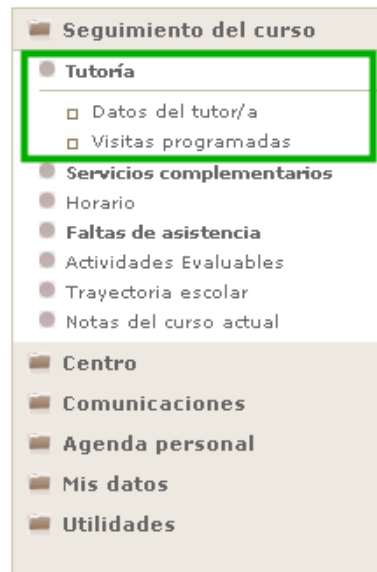 Seguimiento del curso
Tutoría
Datos del tutor/a
Visitas programadas
Servicios complementarios
Horario
Faltas de asistencia
Actividades Evaluables
Trayectoria escolar
Notas del curso actual
Centro
Comunicaciones
Agenda personal
Mis datos
Utilidades